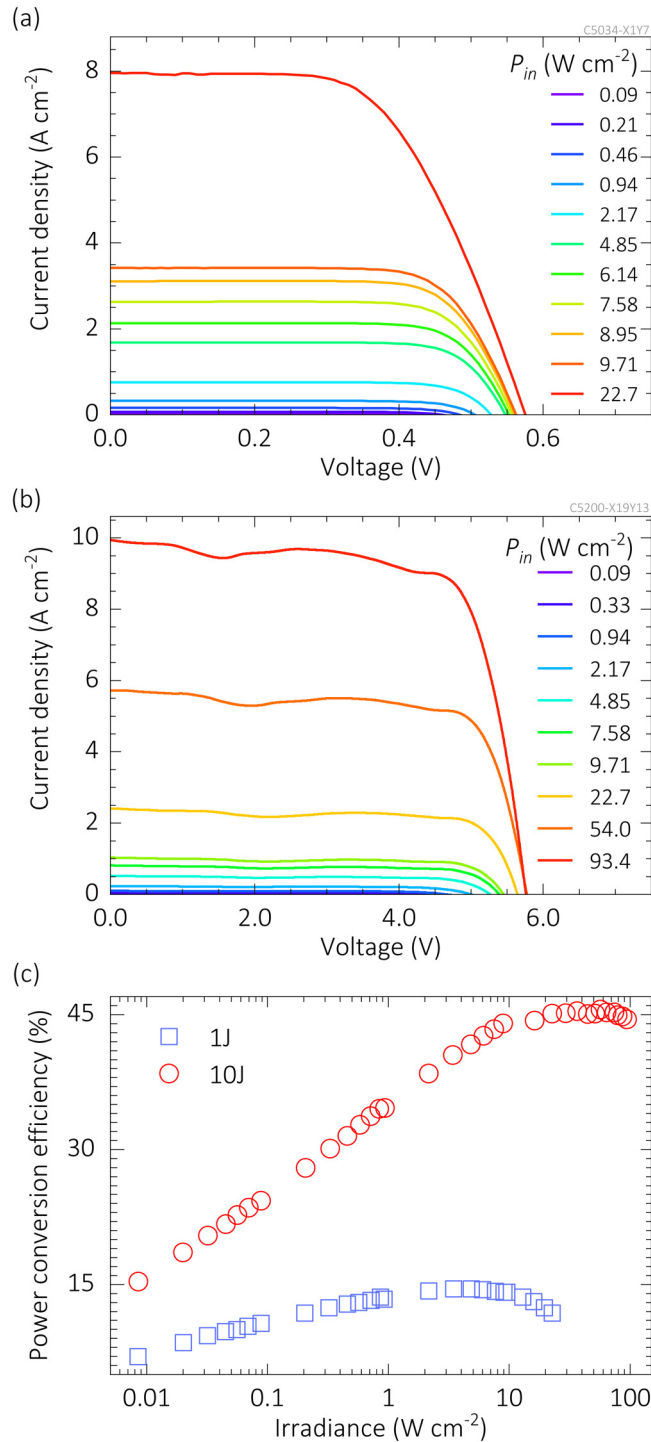 (a)
C5034-X1Y7
P_in (W cm⁻²)
0.09
0.21
0.46
0.94
2.17
4.85
6.14
7.58
8.95
9.71
22.7
8
6
4
2
0
Current density (A cm⁻²)
0.0 0.2 0.4 0.6
Voltage (V)
(b)
C5200-X19Y13
P_in (W cm⁻²)
0.09
0.33
0.94
2.17
4.85
7.58
9.71
22.7
54.0
93.4
10
8
6
4
2
0
Current density (A cm⁻²)
0.0 2.0 4.0 6.0
Voltage (V)
(c)
1J
10J
45
30
15
Power conversion efficiency (%)
0.01 0.1 1 10 100
Irradiance (W cm⁻²)